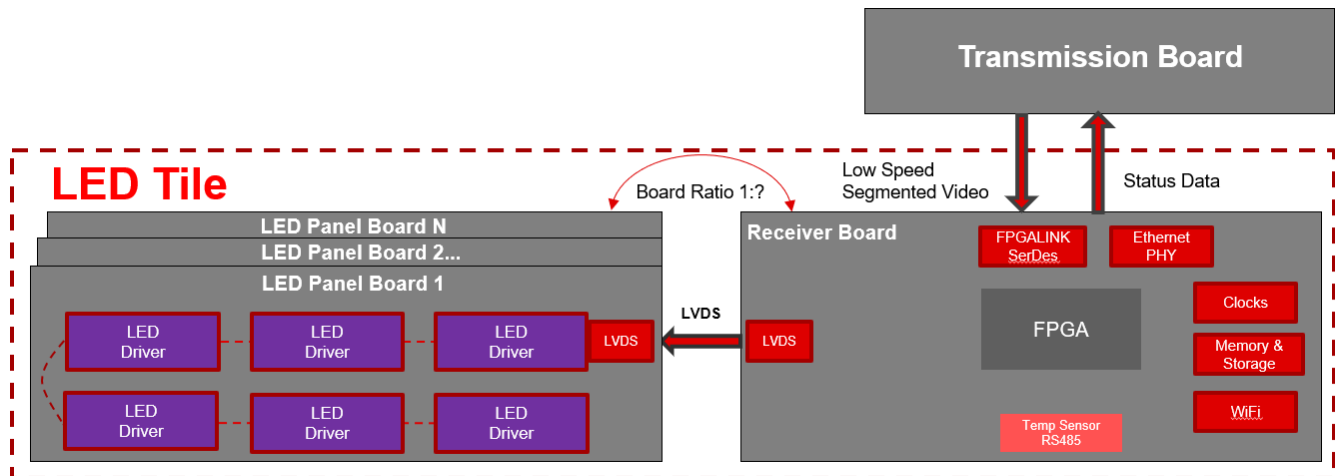 Transmission Board
LED Tile
Board Ratio 1:?
Low Speed
Segmented Video
Status Data
LED Panel Board N
LED Panel Board 2...
LED Panel Board 1
LED
Driver
LED
Driver
LED
Driver
LVDS
LED
Driver
LED
Driver
LED
Driver
LVDS
Receiver Board
FPGALINK
SerDes
Ethernet
PHY
LVDS
FPGA
Clocks
Memory &
Storage
WiFi
Temp Sensor
RS485